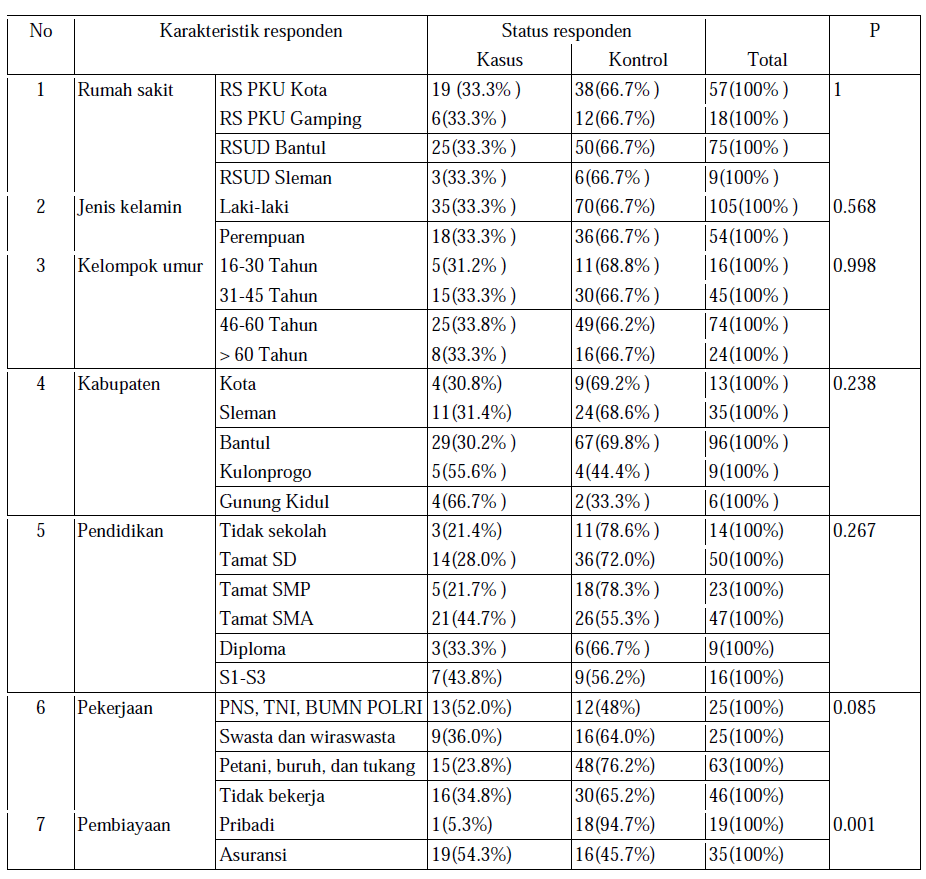 No Karakteristik responden Status responden P
Kasus Kontrol Total
1 Rumah sakit RS PKU Kota 19 (33.3% ) 38(66.7% ) 57(100% ) 1
RS PKU Gamping 6(33.3% ) 12(66.7%) 18(100% )
RSUD Bantul 25(33.3% ) 50(66.7%) 75(100% )
RSUD Sleman 3(33.3% ) 6(66.7% ) 9(100% )
2 Jenis kelamin Laki-laki 35(33.3% ) 70(66.7%) 105(100% ) 0.568
Perempuan 18(33.3% ) 36(66.7% ) 54(100% )
3 Kelompok umur 16-30 Tahun 5(31.2% ) 11(68.8% ) 16(100% ) 0.998
31-45 Tahun 15(33.3% ) 30(66.7% ) 45(100% )
46-60 Tahun 25(33.8% ) 49(66.2%) 74(100% )
> 60 Tahun 8(33.3% ) 16(66.7%) 24(100% )
4 Kabupaten Kota 4(30.8%) 9(69.2% ) 13(100% ) 0.238
Sleman 11(31.4%) 24(68.6% ) 35(100% )
Bantul 29(30.2% ) 67(69.8% ) 96(100% )
Kulonprogo 5(55.6% ) 4(44.4% ) 9(100% )
Gunung Kidul 4(66.7% ) 2(33.3% ) 6(100% )
5 Pendidikan Tidak sekolah 3(21.4%) 11(78.6% ) 14(100%) 0.267
Tamat SD 14(28.0% ) 36(72.0%) 50(100%)
Tamat SMP 5(21.7% ) 18(78.3% ) 23(100%)
Tamat SMA 21(44.7% ) 26(55.3% ) 47(100%)
Diploma 3(33.3% ) 6(66.7% ) 9(100%)
S1-S3 7(43.8%) 9(56.2%) 16(100%)
6 Pekerjaan PNS, TNI, BUMN POLRI 13(52.0%) 12(48%) 25(100%) 0.085
Swasta dan wiraswasta 9(36.0%) 16(64.0%) 25(100%)
Petani, buruh, dan tukang 15(23.8%) 48(76.2%) 63(100%)
Tidak bekerja 16(34.8%) 30(65.2%) 46(100%)
7 Pembiayaan Pribadi 1(5.3%) 18(94.7%) 19(100%) 0.001
Asuransi 19(54.3%) 16(45.7%) 35(100%)